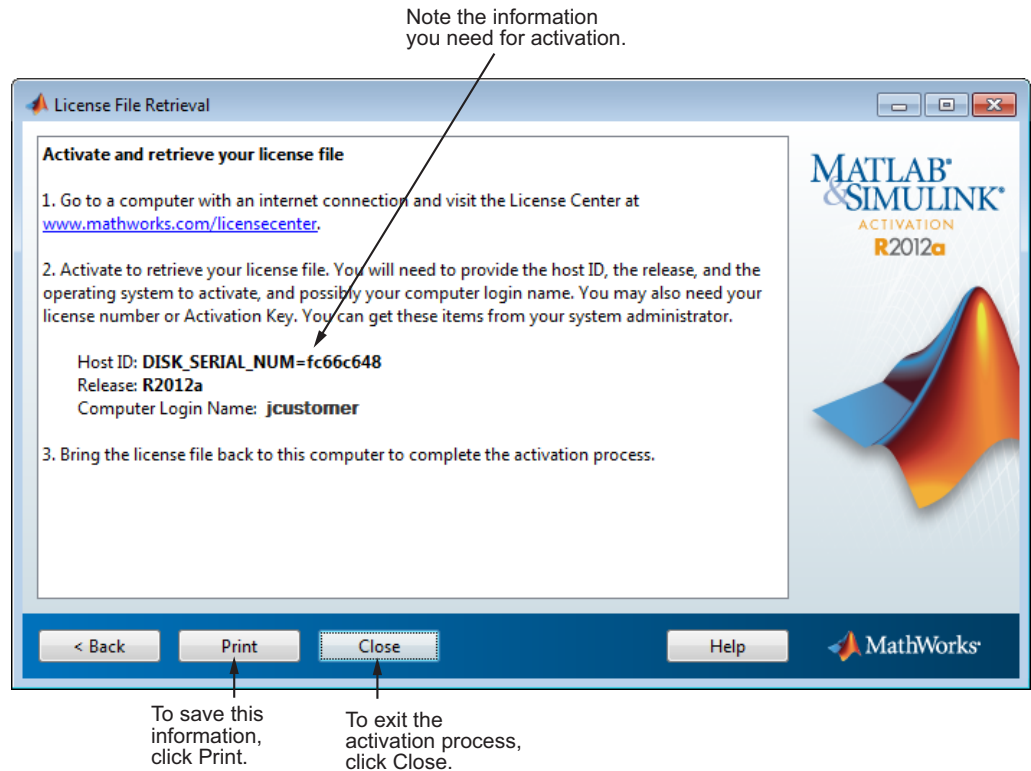 Note the information
you need for activation.
License File Retrieval
Activate and retrieve your license file
1. Go to a computer with an internet connection and visit the License Center at
www.mathworks.com/licensecenter.
2. Activate to retrieve your license file. You will need to provide the host ID, the release, and the
operating system to activate, and possibly your computer login name. You may also need your
license number or Activation Key. You can get these items from your system administrator.
Host ID: DISK_SERIAL_NUM=fc66c648
Release: R2012a
Computer Login Name: jcustomer
3. Bring the license file back to this computer to complete the activation process.
MATLAB®
&SIMULINK®
ACTIVATION
R2012a
< Back
Print
Close
Help
MathWorks®
To save this
information,
click Print.
To exit the
activation process,
click Close.